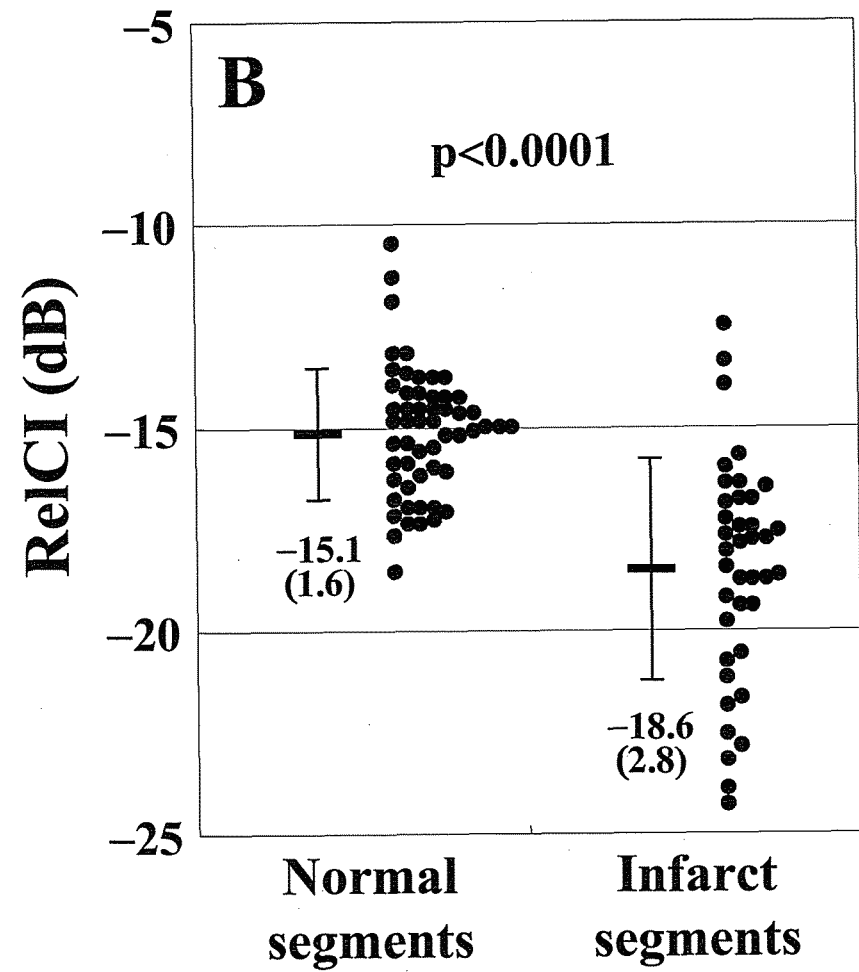 B
p<0.0001
RelCI (dB)
−5
−10
−15
−20
−25
−15.1
(1.6)
−18.6
(2.8)
Normal
segments
Infarct
segments